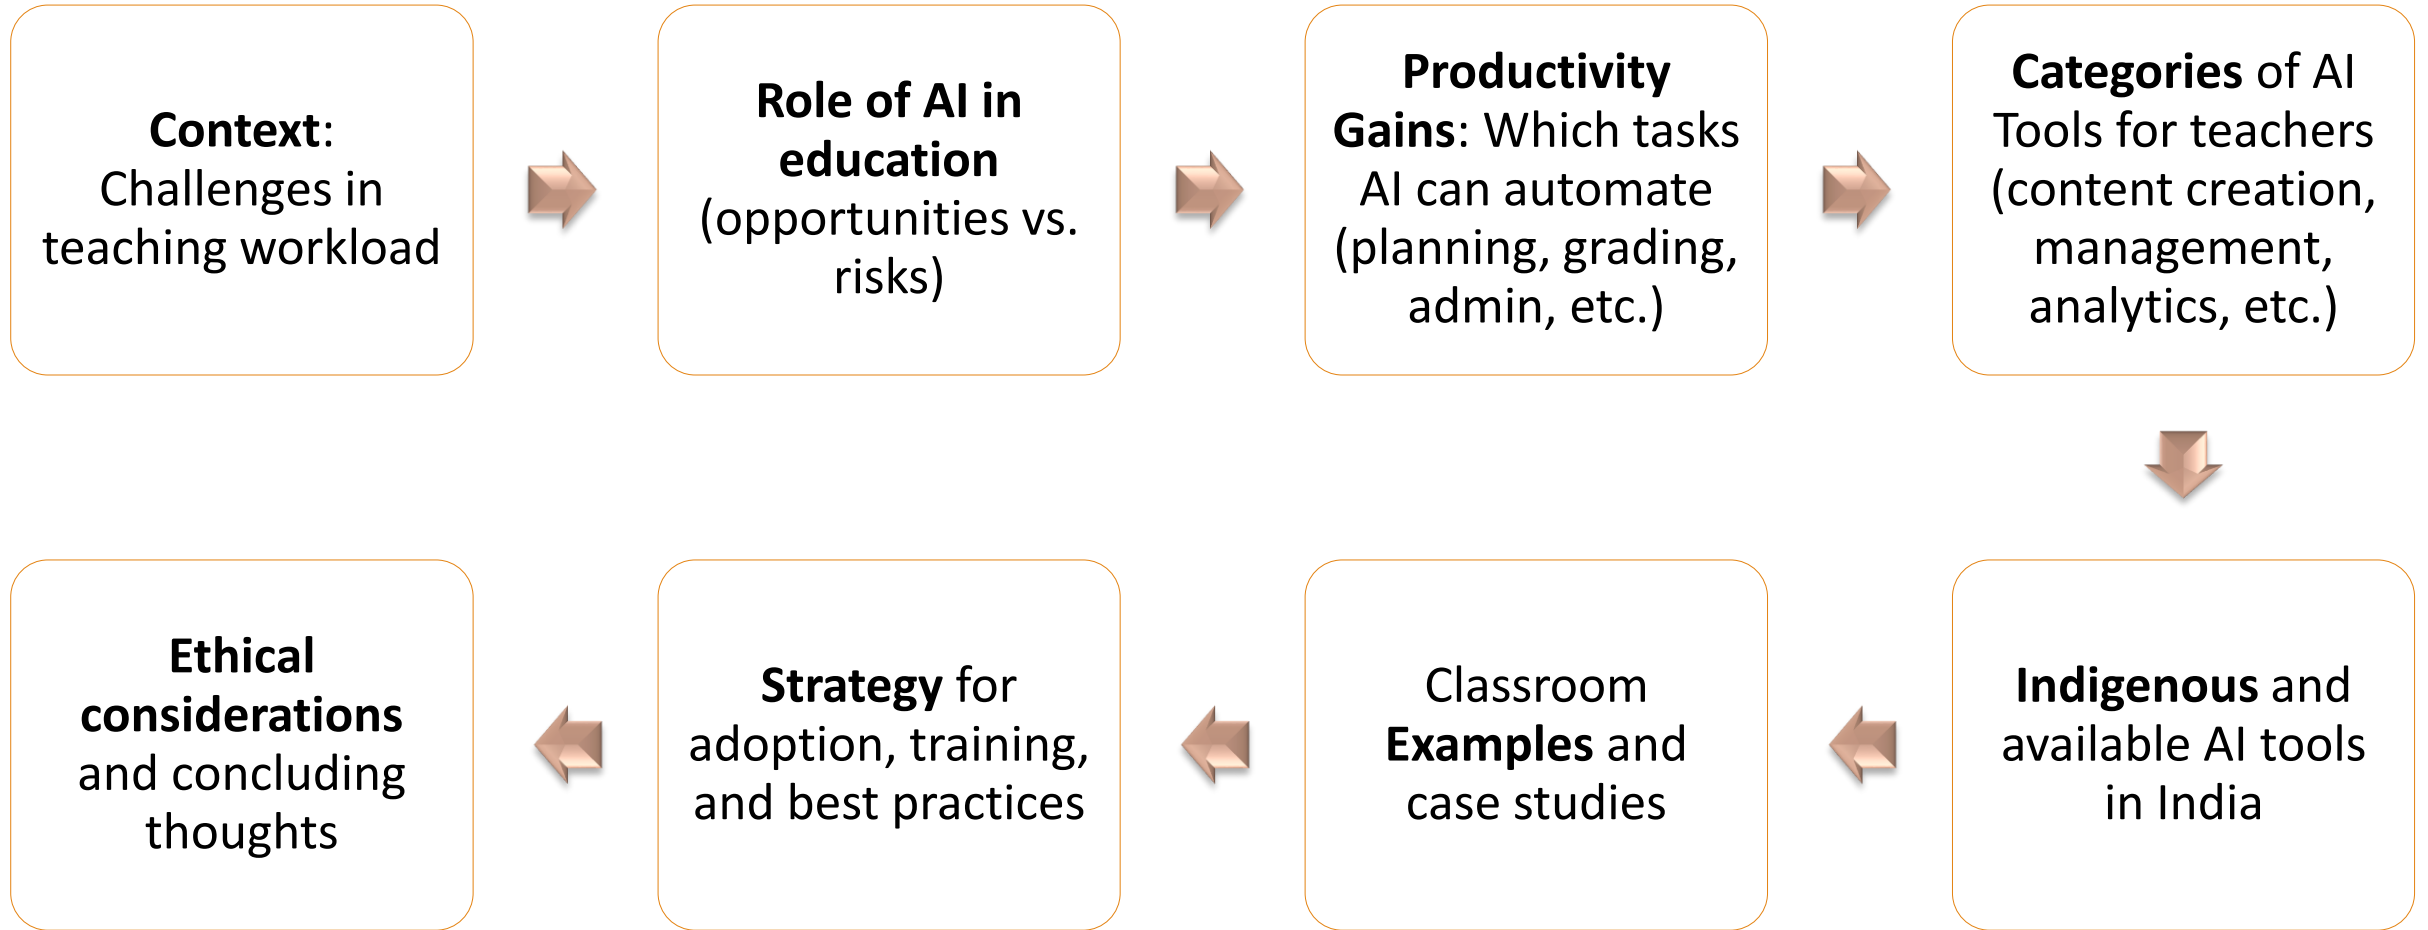 Context:
Challenges in
teaching workload
Role of AI in
education
(opportunities vs.
risks)
Productivity
Gains: Which tasks
AI can automate
(planning, grading,
admin, etc.)
Categories of AI
Tools for teachers
(content creation,
management,
analytics, etc.)
Indigenous and
available AI tools
in India
Classroom
Examples and
case studies
Strategy for
adoption, training,
and best practices
Ethical
considerations
and concluding
thoughts